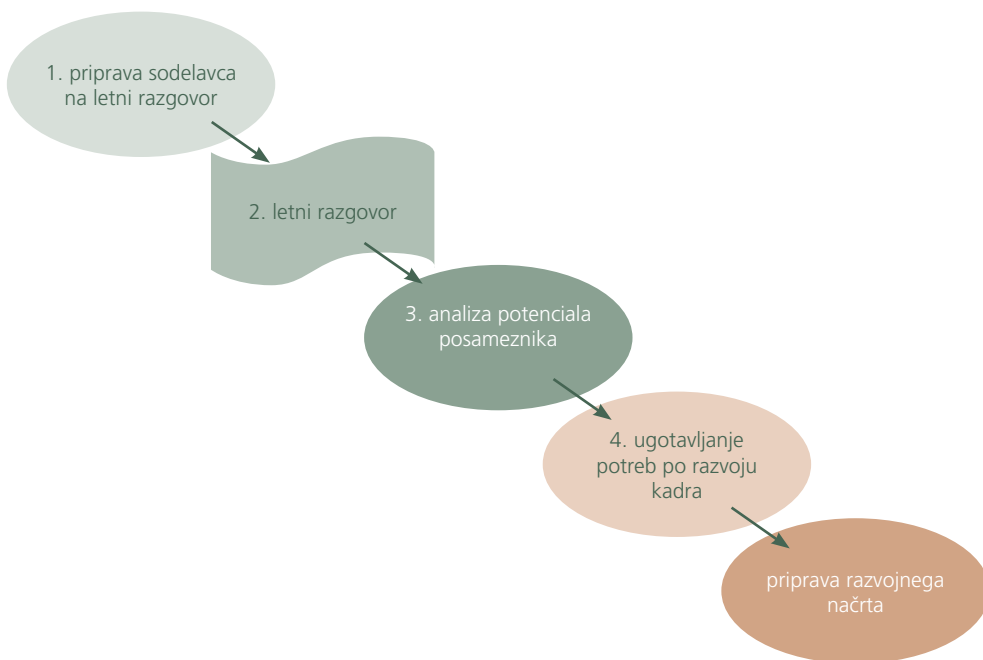 1. priprava sodelavca
na letni razgovor
2. letni razgovor
3. analiza potenciala
posameznika
4. ugotavljanje
potreb po razvoju
kadra
priprava razvojnega
načrta